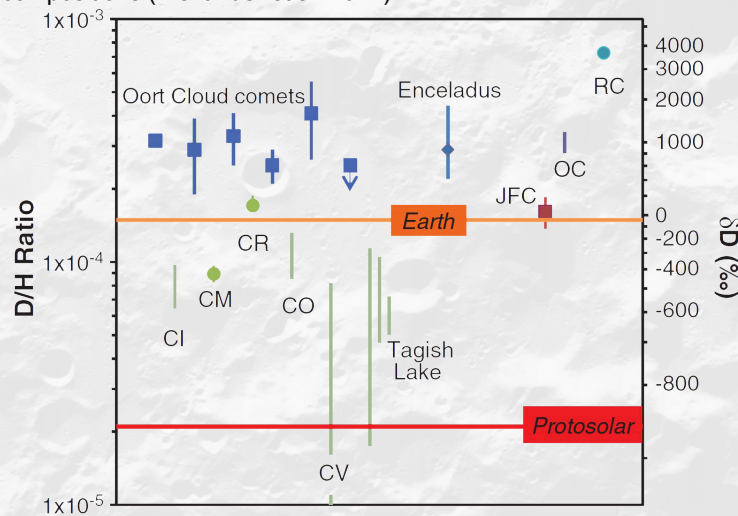 1x10-3
4000
3000
RC
Enceladus
Oort Cloud comets
2000
1000
OC
JFC
0
Earth
D/H Ratio
δD (‰)
CR
-200
1x10-4
-400
CM
CO
-600
CI
Tagish
Lake
-800
Protosolar
CV
1x10-5